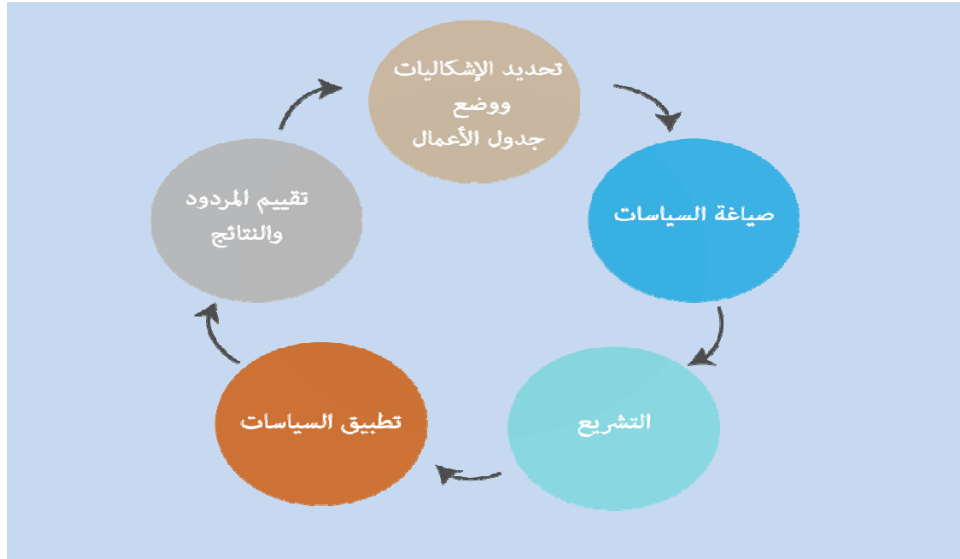 تحديد الإشكاليات
ووضع
جدول الأعمال
صياغة السياسات
التشريع
تطبيق السياسات
تقييم المردود
والنتائج